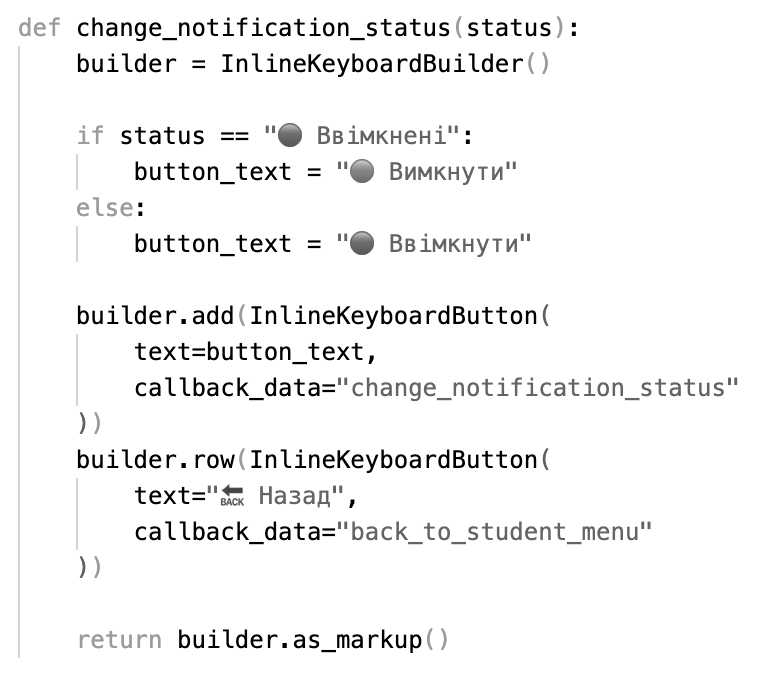 def change_notification_status(status):
    builder = InlineKeyboardBuilder()

    if status == "⚫ Ввімкнені":
        button_text = "⚫ Вимкнути"
    else:
        button_text = "⚫ Ввімкнути"

    builder.add(InlineKeyboardButton(
        text=button_text,
        callback_data="change_notification_status"
    ))
    builder.row(InlineKeyboardButton(
        text="🔙 Назад",
        callback_data="back_to_student_menu"
    ))

    return builder.as_markup()